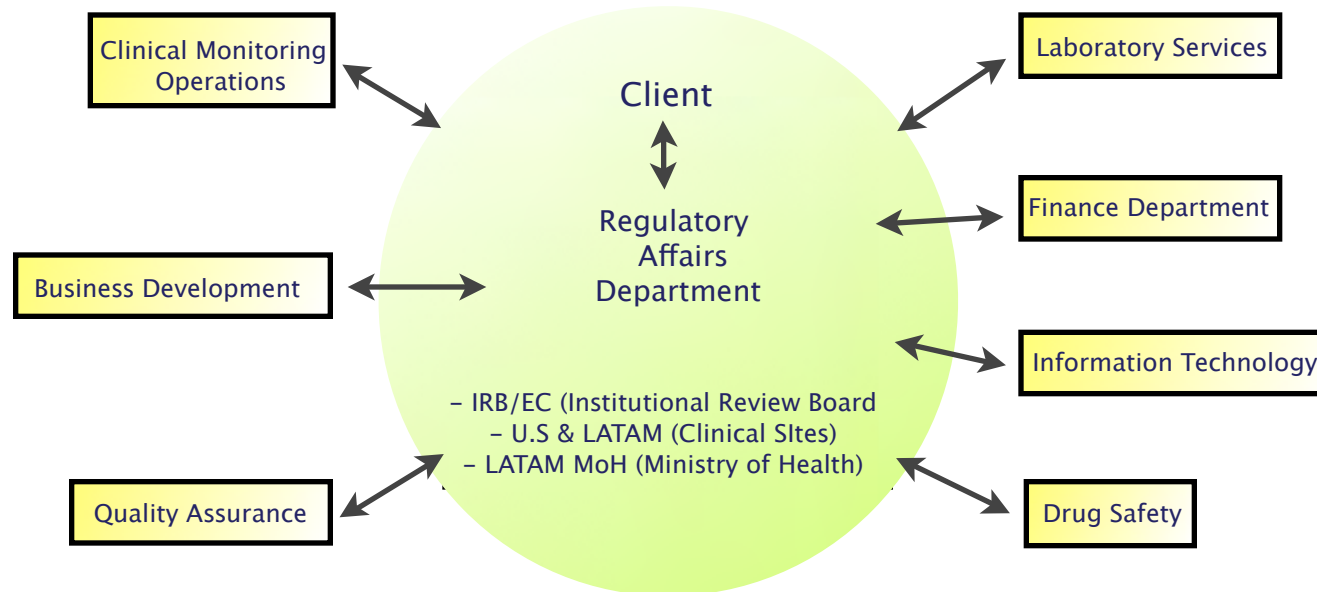 Clinical Monitoring
Operations
Business Development
Quality Assurance
Client
Regulatory
Affairs
Department
– IRB/EC (Institutional Review Board
– U.S & LATAM (Clinical SItes)
– LATAM MoH (Ministry of Health)
Laboratory Services
Finance Department
Information Technology
Drug Safety